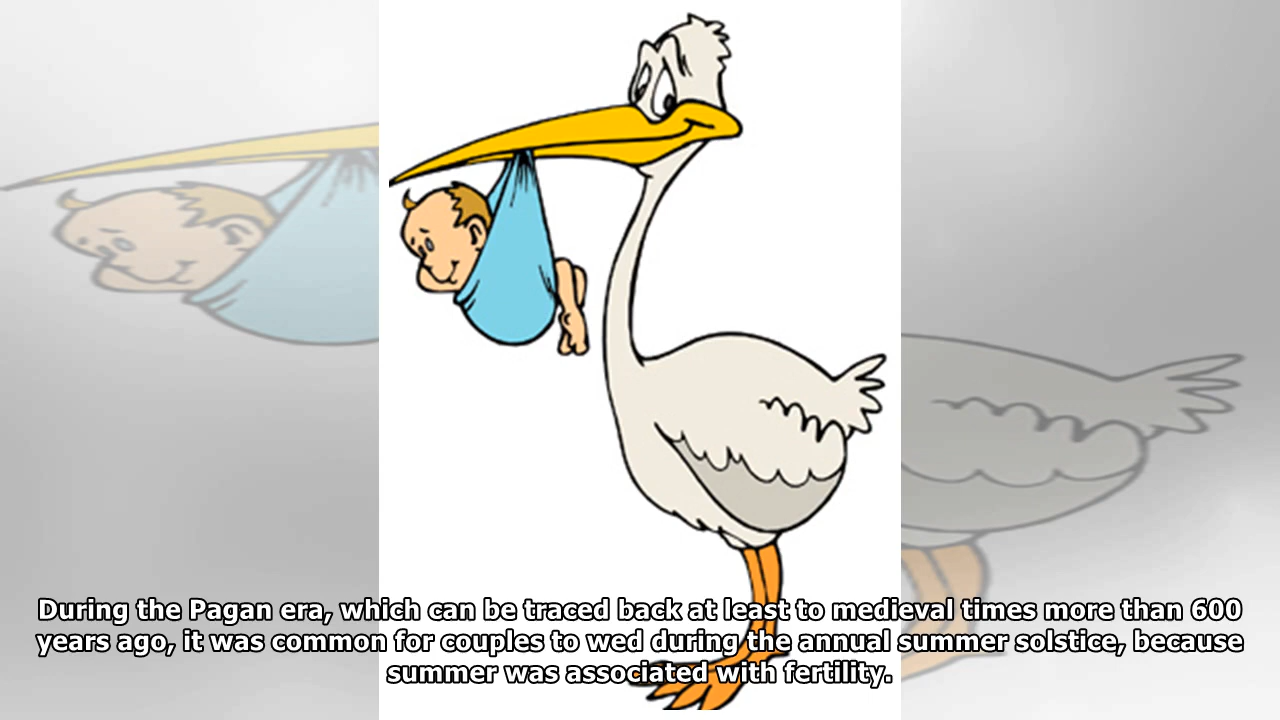 During the Pagan era, which can be traced back at least to medieval times more than 600
years ago, it was common for couples to wed during the annual summer solstice, because
summer was associated with fertility.